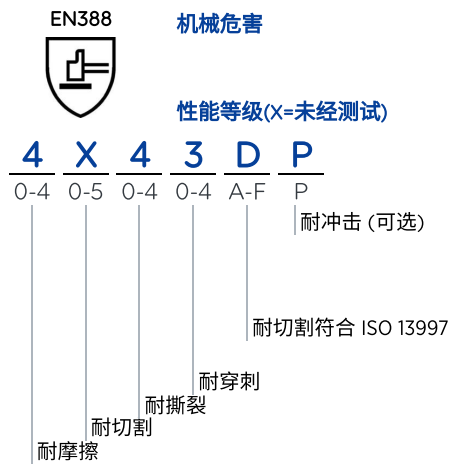 EN388
机械危害
性能等级(X=未经测试)
4 X 4 3 D P
0-4 0-5 0-4 0-4 A-F P
耐冲击 (可选)
耐切割符合 ISO 13997
耐穿刺
耐撕裂
耐切割
耐摩擦